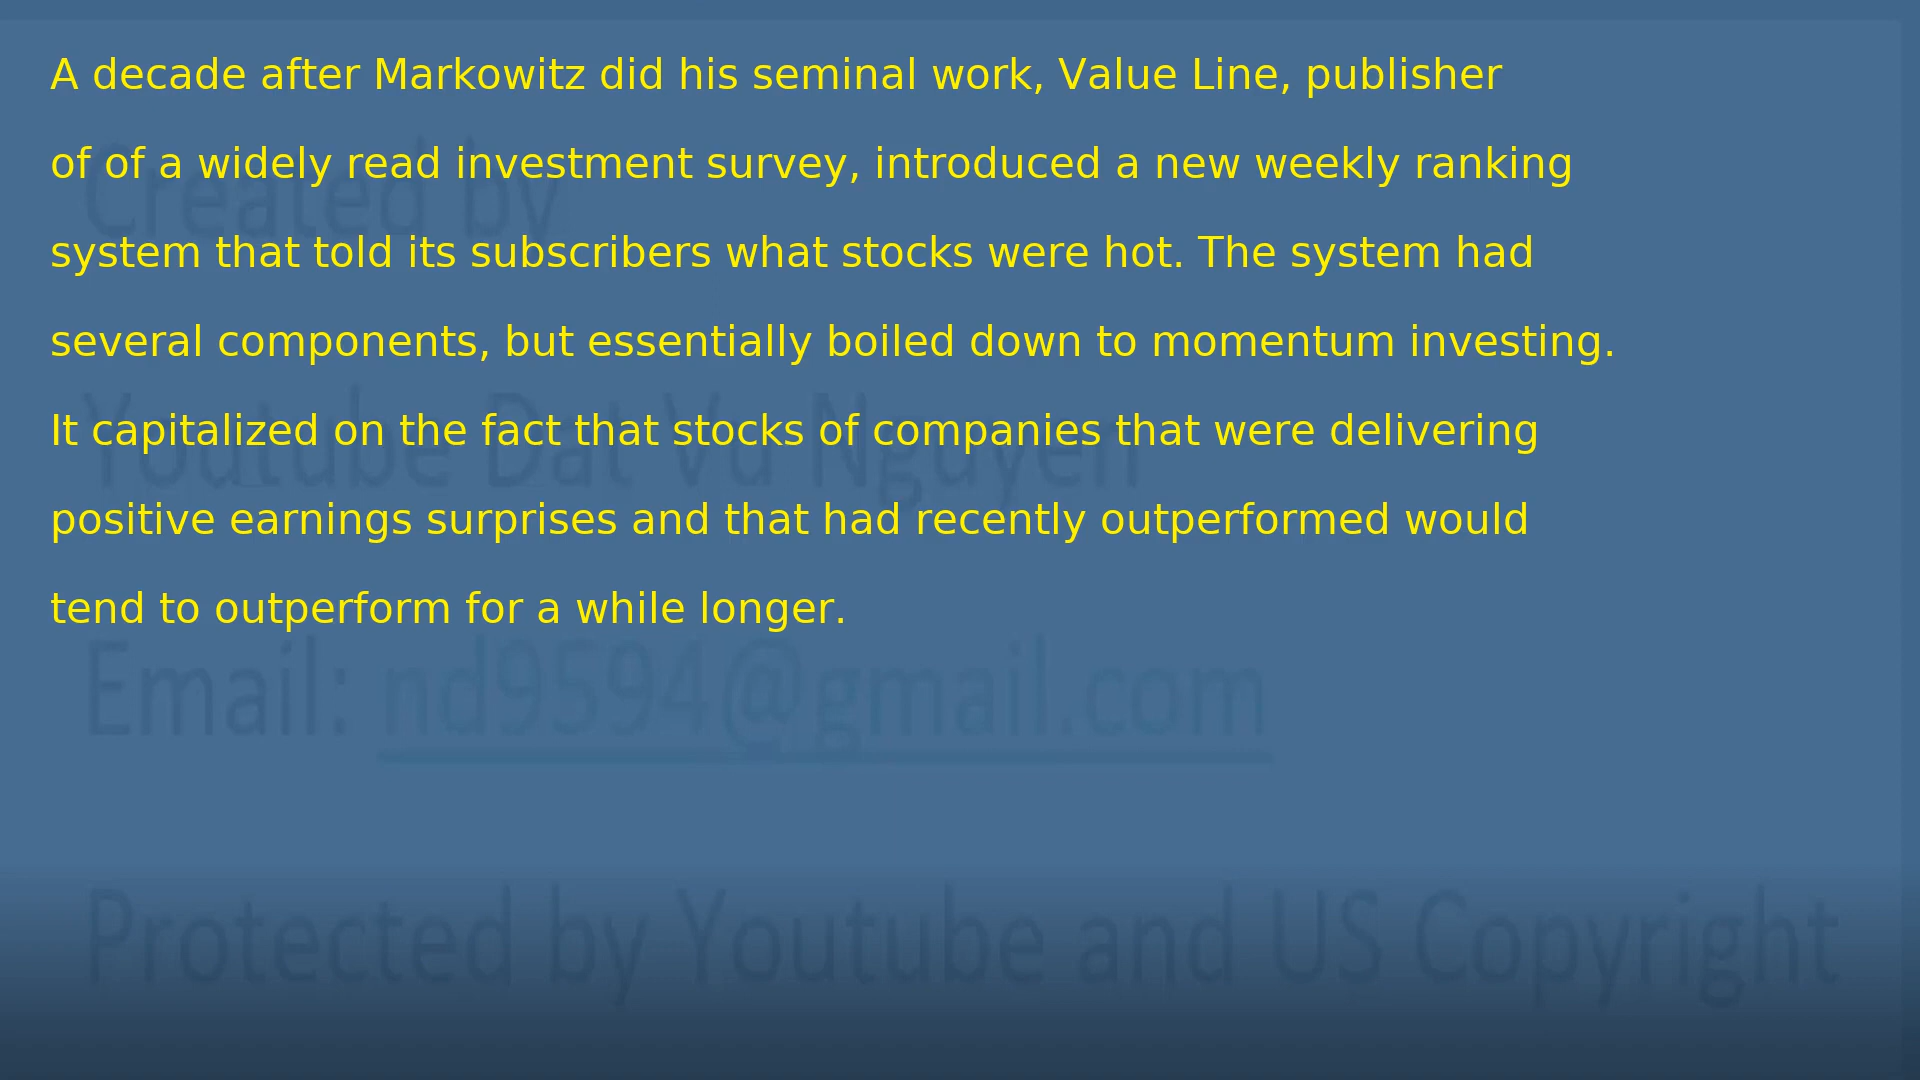 A decade after Markowitz did his seminal work, Value Line, publisher
of of a widely read investment survey, introduced a new weekly ranking
Created by
system that told its subscribers what stocks were hot. The system had
several components, but essentially boiled down to momentum investing.
It capitalized on the fact that stocks of companies that were delivering
Youtube Dat Vu Nguyen
positive earnings surprises and that had recently outperformed would
tend to outperform for a while longer.
Email: nd9594@gmail.com
Protected by Youtube and US Copyright